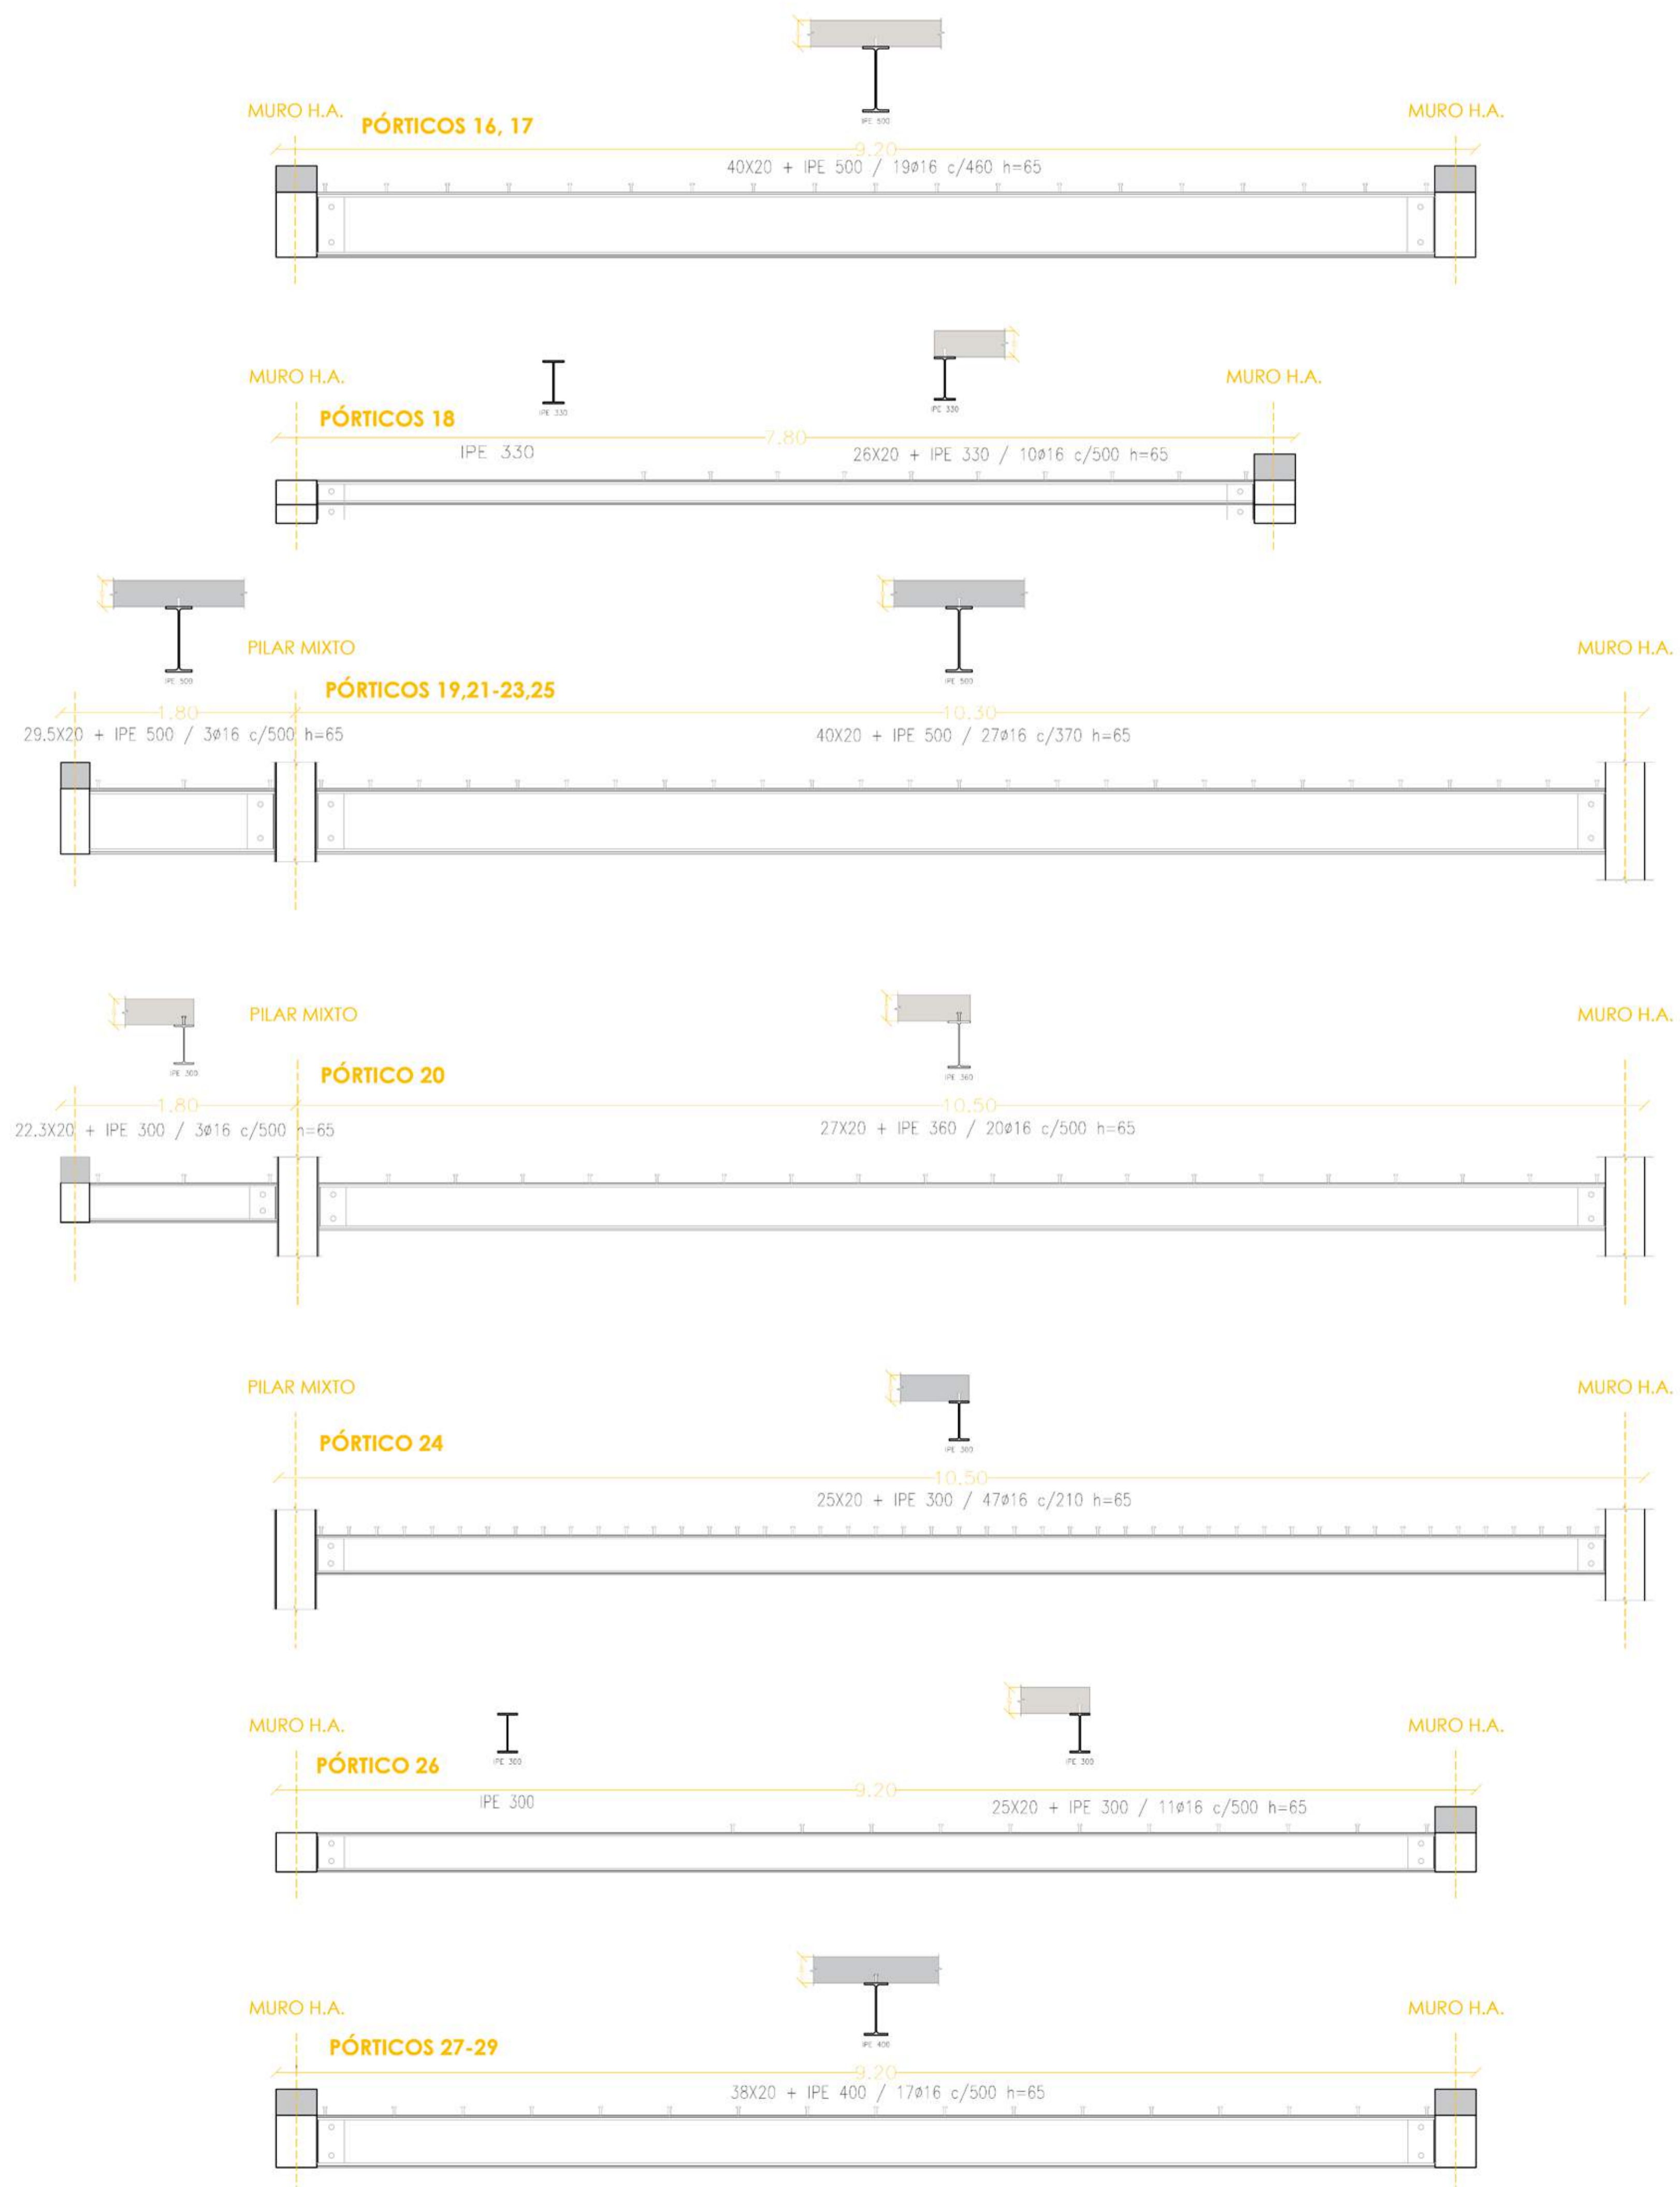 IPE 500
MURO H.A.
PÓRTICOS 16, 17
MURO H.A.
9.20
40X20 + IPE 500 / 19ø16 c/460 h=65
MURO H.A.
IPE 330
IPE 330
MURO H.A.
PÓRTICOS 18
7.80
IPE 330
26X20 + IPE 330 / 10ø16 c/500 h=65
IPE 500
PILAR MIXTO
IPE 500
MURO H.A.
PÓRTICOS 19,21-23,25
1.80
10.30
29.5X20 + IPE 500 / 3ø16 c/500 h=65
40X20 + IPE 500 / 27ø16 c/370 h=65
IPE 300
PILAR MIXTO
IPE 360
MURO H.A.
PÓRTICO 20
1.80
10.50
22.3X20 + IPE 300 / 3ø16 c/500 h=65
27X20 + IPE 360 / 20ø16 c/500 h=65
PILAR MIXTO
IPE 300
MURO H.A.
PÓRTICO 24
10.50
25X20 + IPE 300 / 47ø16 c/210 h=65
MURO H.A.
IPE 300
IPE 300
MURO H.A.
PÓRTICO 26
9.20
IPE 300
25X20 + IPE 300 / 11ø16 c/500 h=65
MURO H.A.
IPE 400
MURO H.A.
PÓRTICOS 27-29
9.20
38X20 + IPE 400 / 17ø16 c/500 h=65